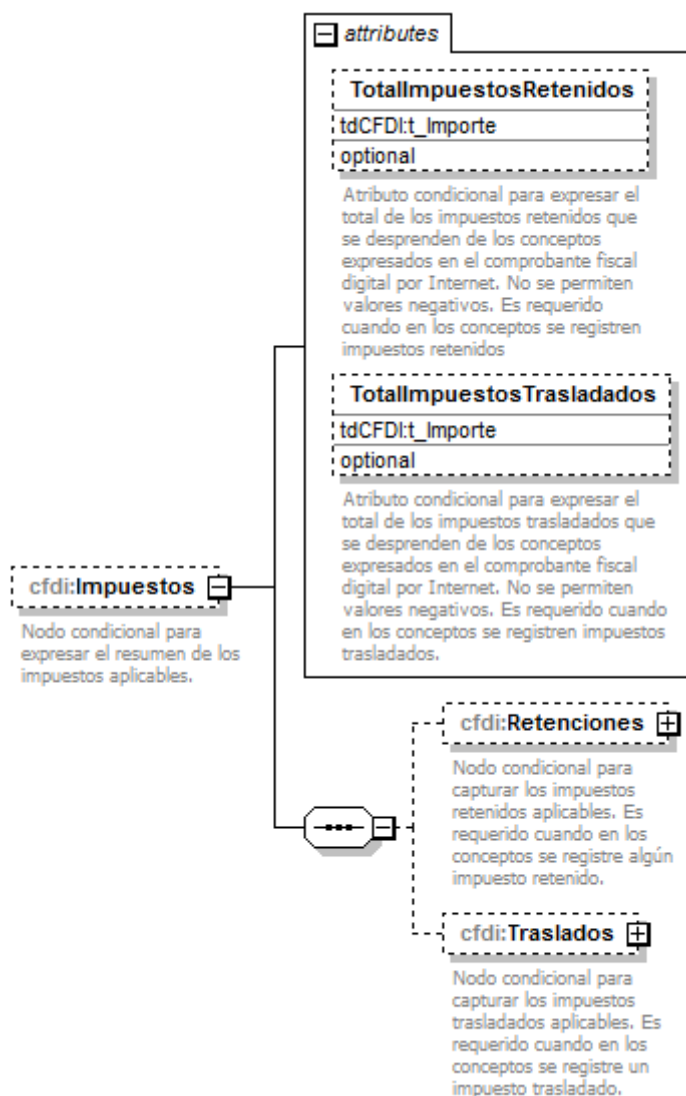 attributes
TotalImpuestosRetenidos
tdCFDI:t_Importe
optional
Atributo condicional para expresar el
total de los impuestos retenidos que
se desprenden de los conceptos
expresados en el comprobante fiscal
digital por Internet. No se permiten
valores negativos. Es requerido
cuando en los conceptos se registren
impuestos retenidos
TotalImpuestosTrasladados
tdCFDI:t_Importe
optional
Atributo condicional para expresar el
total de los impuestos trasladados que
se desprenden de los conceptos
expresados en el comprobante fiscal
digital por Internet. No se permiten
valores negativos. Es requerido cuando
en los conceptos se registren impuestos
trasladados.
cfdi:Impuestos
Nodo condicional para
expresar el resumen de los
impuestos aplicables.
cfdi:Retenciones
Nodo condicional para
capturar los impuestos
retenidos aplicables. Es
requerido cuando en los
conceptos se registre algún
impuesto retenido.
cfdi:Traslados
Nodo condicional para
capturar los impuestos
trasladados aplicables. Es
requerido cuando en los
conceptos se registre un
impuesto trasladado.